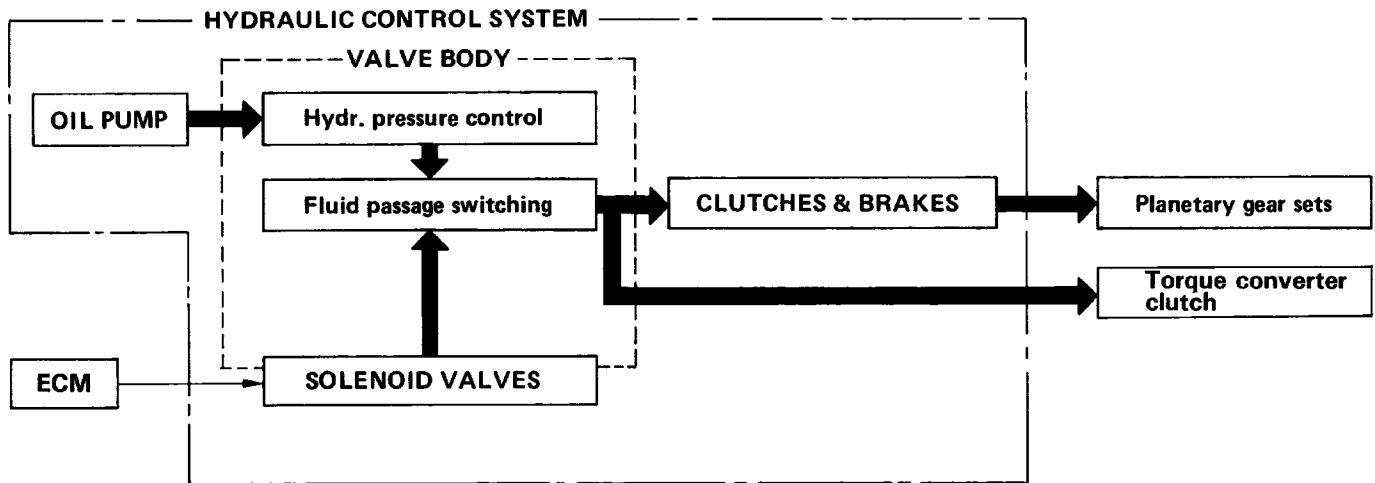 HYDRAULIC CONTROL SYSTEM
VALVE BODY
OIL PUMP
Hydr. pressure control
Fluid passage switching
CLUTCHES & BRAKES
Planetary gear sets
Torque converter
clutch
ECM
SOLENOID VALVES